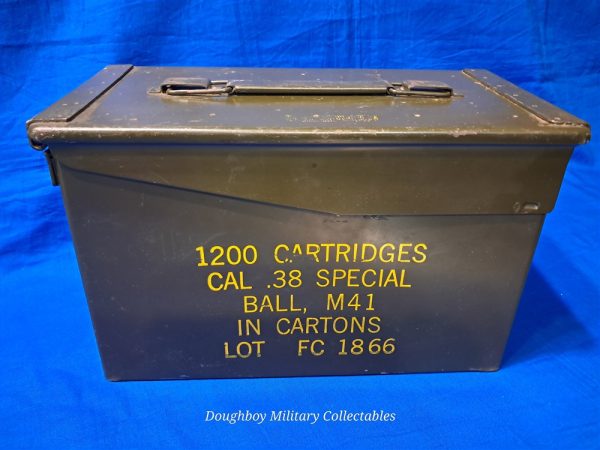 1200 CARTRIDGES
CAL .38 SPECIAL
BALL, M41
IN CARTONS
LOT FC 1866
Doughboy Military Collectables